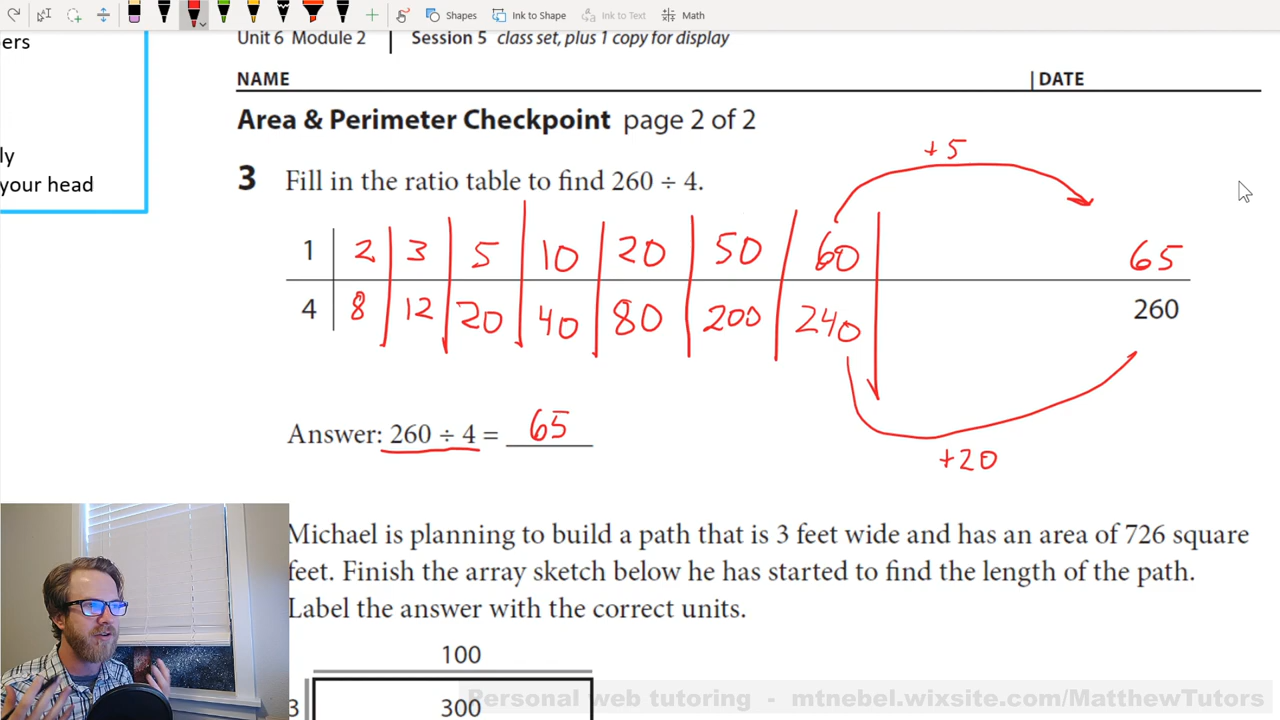 Shapes Ink to Shape Ink to Text Math
ers
ly
your head
Unit 6 Module 2 | Session 5 class set, plus 1 copy for display
NAME | DATE
Area & Perimeter Checkpoint page 2 of 2
+5
3 Fill in the ratio table to find 260 ÷ 4.
1 2 3 5 10 20 50 60 65
4 8 12 20 40 80 200 240 260
Answer: 260 ÷ 4 = 65
+20
Michael is planning to build a path that is 3 feet wide and has an area of 726 square
feet. Finish the array sketch below he has started to find the length of the path.
Label the answer with the correct units.
100
3 300
Personal web tutoring - mtnebel.wixsite.com/MatthewTutors